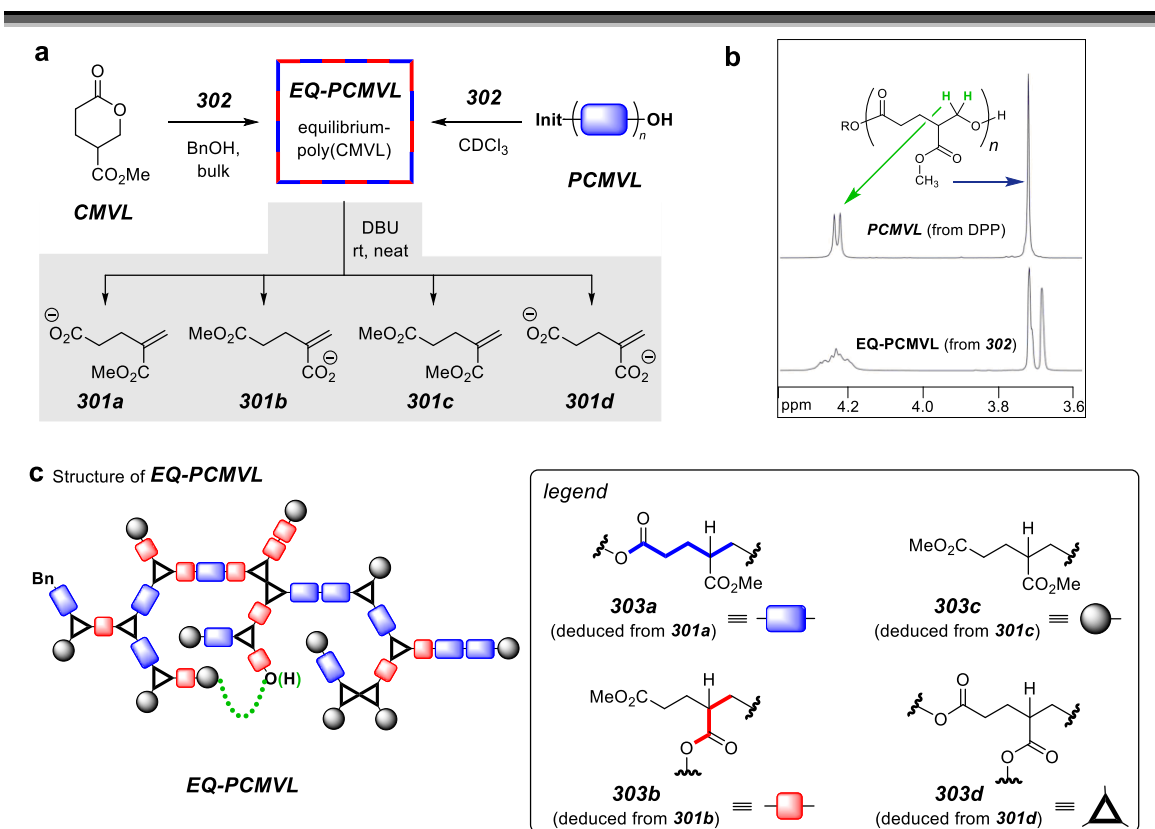 a
O
O
CO2Me
CMVL
302
BnOH,
bulk
EQ-PCMVL
equilibrium-
poly(CMVL)
302
CDCl3
Init
n
OH
PCMVL
DBU
rt, neat
⊖
O2C
MeO2C
301a
MeO2C
CO2
⊖
301b
MeO2C
MeO2C
301c
⊖
O2C
CO2
⊖
301d
b
O
H H
RO
O
H
n
O
O
CH3
PCMVL (from DPP)
EQ-PCMVL (from 302)
ppm
4.2
4.0
3.8
3.6
c Structure of EQ-PCMVL
Bn
O(H)
EQ-PCMVL
legend
O
H
O
CO2Me
303a
(deduced from 301a) ≡
H
MeO2C
CO2Me
303c
(deduced from 301c) ≡
H
MeO2C
O
O
303b
(deduced from 301b) ≡
O
H
O
O
O
303d
(deduced from 301d) ≡